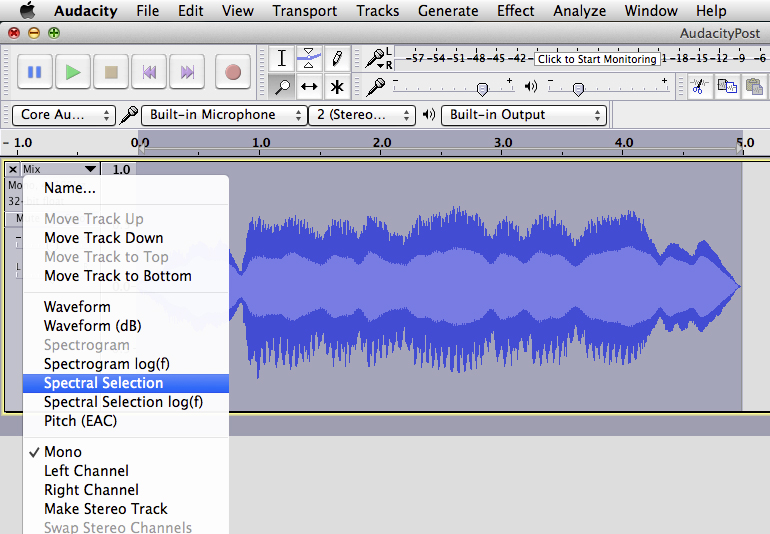 Audacity File Edit View Transport Tracks Generate Effect Analyze Window Help
AudacityPost
L
R
-57 -54 -51 -48 -45 -42 Click to Start Monitoring -18 -15 -12 -9 -6
- + - +
Core Au... Built-in Microphone 2 (Stereo... Built-in Output
- 1.0 0.0 1.0 2.0 3.0 4.0 5.0
X Mix 1.0
Name...
Move Track Up
Move Track Down
Move Track to Top
Move Track to Bottom
Waveform
Waveform (dB)
Spectrogram
Spectrogram log(f)
Spectral Selection
Spectral Selection log(f)
Pitch (EAC)
✓ Mono
Left Channel
Right Channel
Make Stereo Track
Swap Stereo Channels